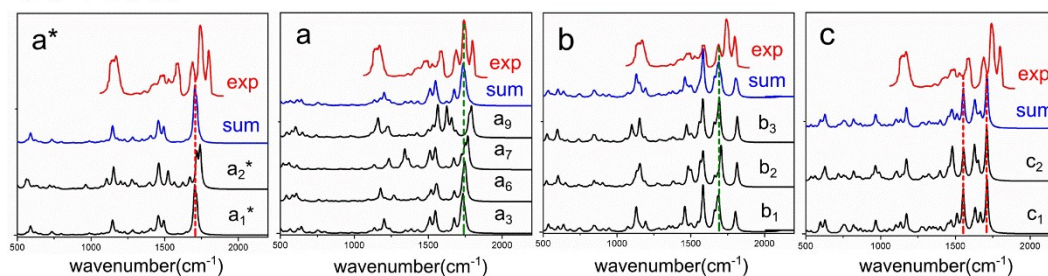 a*
exp
sum
a2*
a1*
500 1000 1500 2000
wavenumber(cm-1)
a
exp
sum
a9
a7
a6
a3
500 1000 1500 2000
wavenumber(cm-1)
b
exp
sum
b3
b2
b1
500 1000 1500 2000
wavenumber(cm-1)
c
exp
sum
c2
c1
500 1000 1500 2000
wavenumber(cm-1)